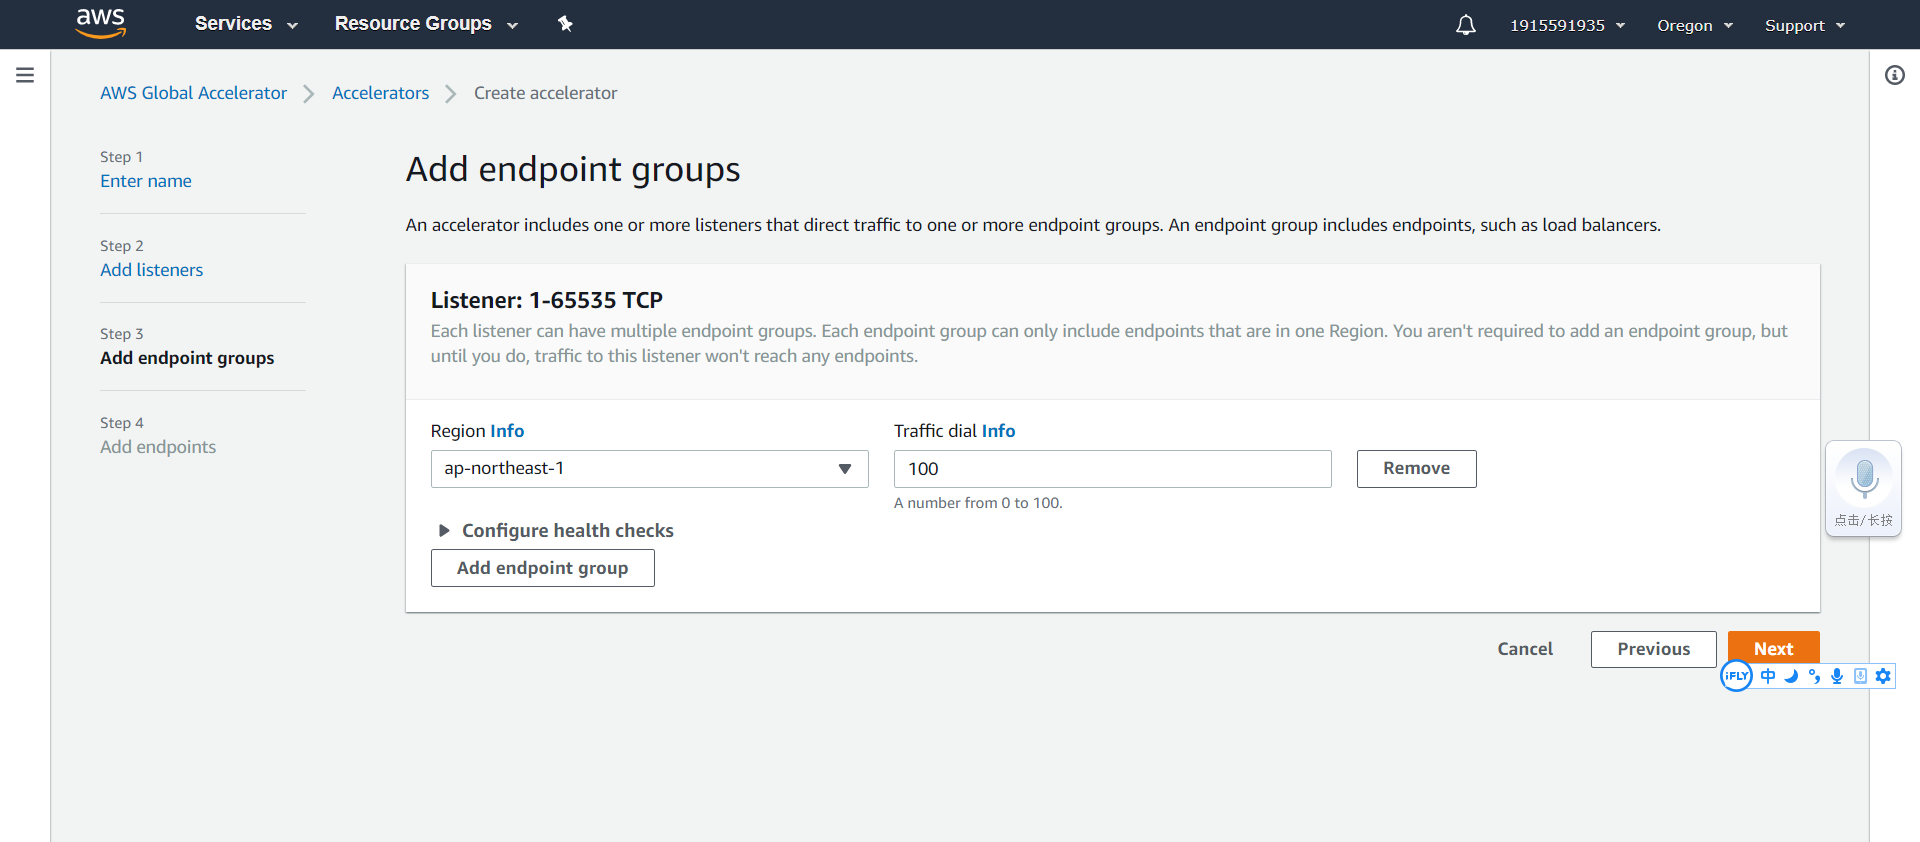 aws
Services
Resource Groups
1915591935
Oregon
Support
AWS Global Accelerator
Accelerators
Create accelerator
Step 1
Enter name
Step 2
Add listeners
Step 3
Add endpoint groups
Step 4
Add endpoints
Add endpoint groups
An accelerator includes one or more listeners that direct traffic to one or more endpoint groups. An endpoint group includes endpoints, such as load balancers.
Listener: 1-65535 TCP
Each listener can have multiple endpoint groups. Each endpoint group can only include endpoints that are in one Region. You aren't required to add an endpoint group, but
until you do, traffic to this listener won't reach any endpoints.
Region Info
Traffic dial Info
ap-northeast-1
100
Remove
A number from 0 to 100.
Configure health checks
Add endpoint group
点击/长按
Cancel
Previous
Next
iFLY
中